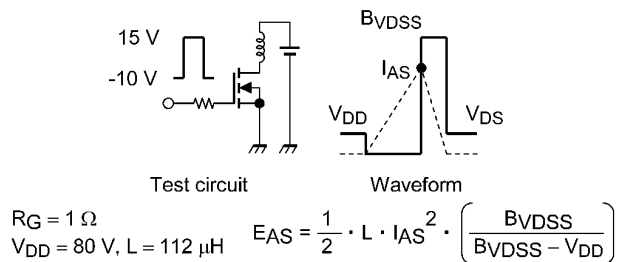 15 V
-10 V
BVDSS
IAS
VDD
VDS
Test circuit
Waveform
RG = 1 Ω
VDD = 80 V, L = 112 μH
EAS = 1/2 · L · IAS² · (BVDSS / (BVDSS − VDD))